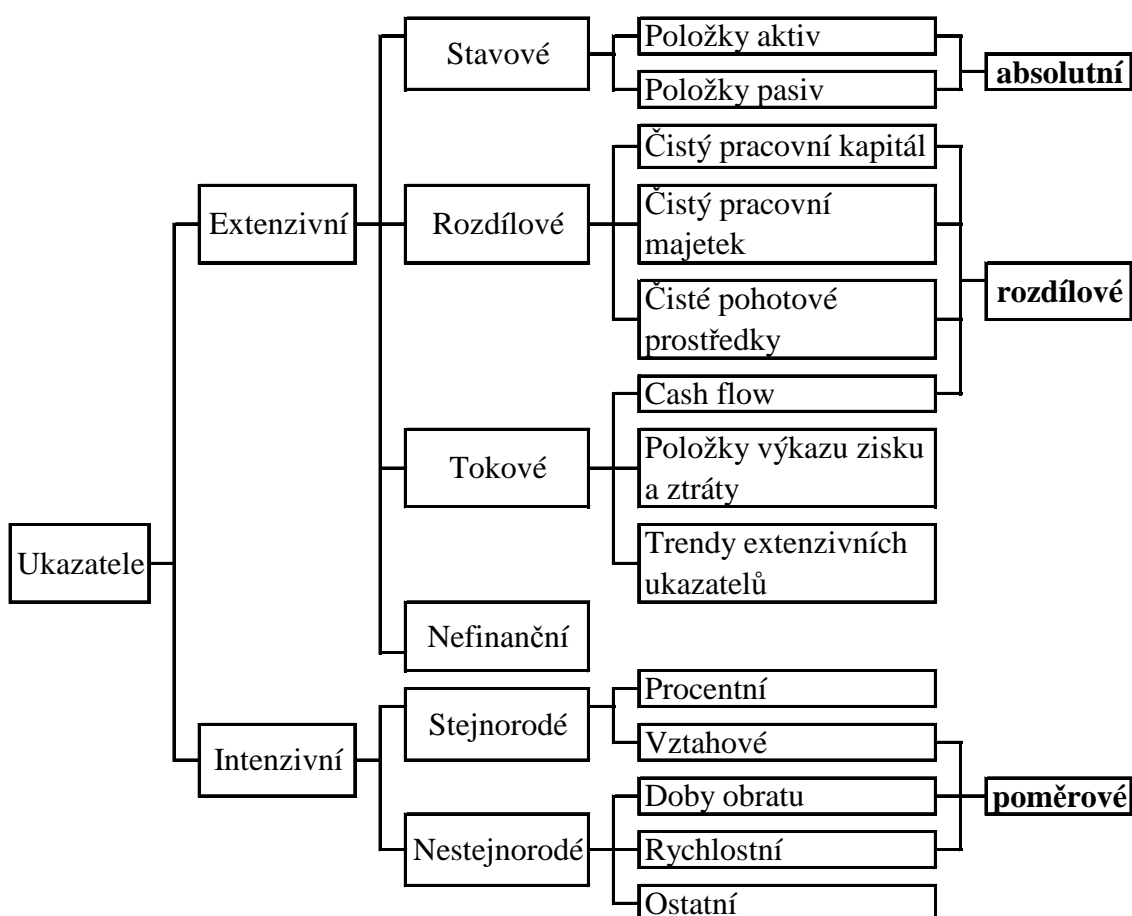 Stavové
Položky aktiv
Položky pasiv
absolutní
Extenzivní
Rozdílové
Čistý pracovní kapitál
Čistý pracovní
majetek
Čisté pohotové
prostředky
rozdílové
Tokové
Cash flow
Položky výkazu zisku
a ztráty
Trendy extenzivních
ukazatelů
Ukazatele
Nefinanční
Intenzivní
Stejnorodé
Procentní
Vztahové
Nestejnorodé
Doby obratu
Rychlostní
Ostatní
poměrové